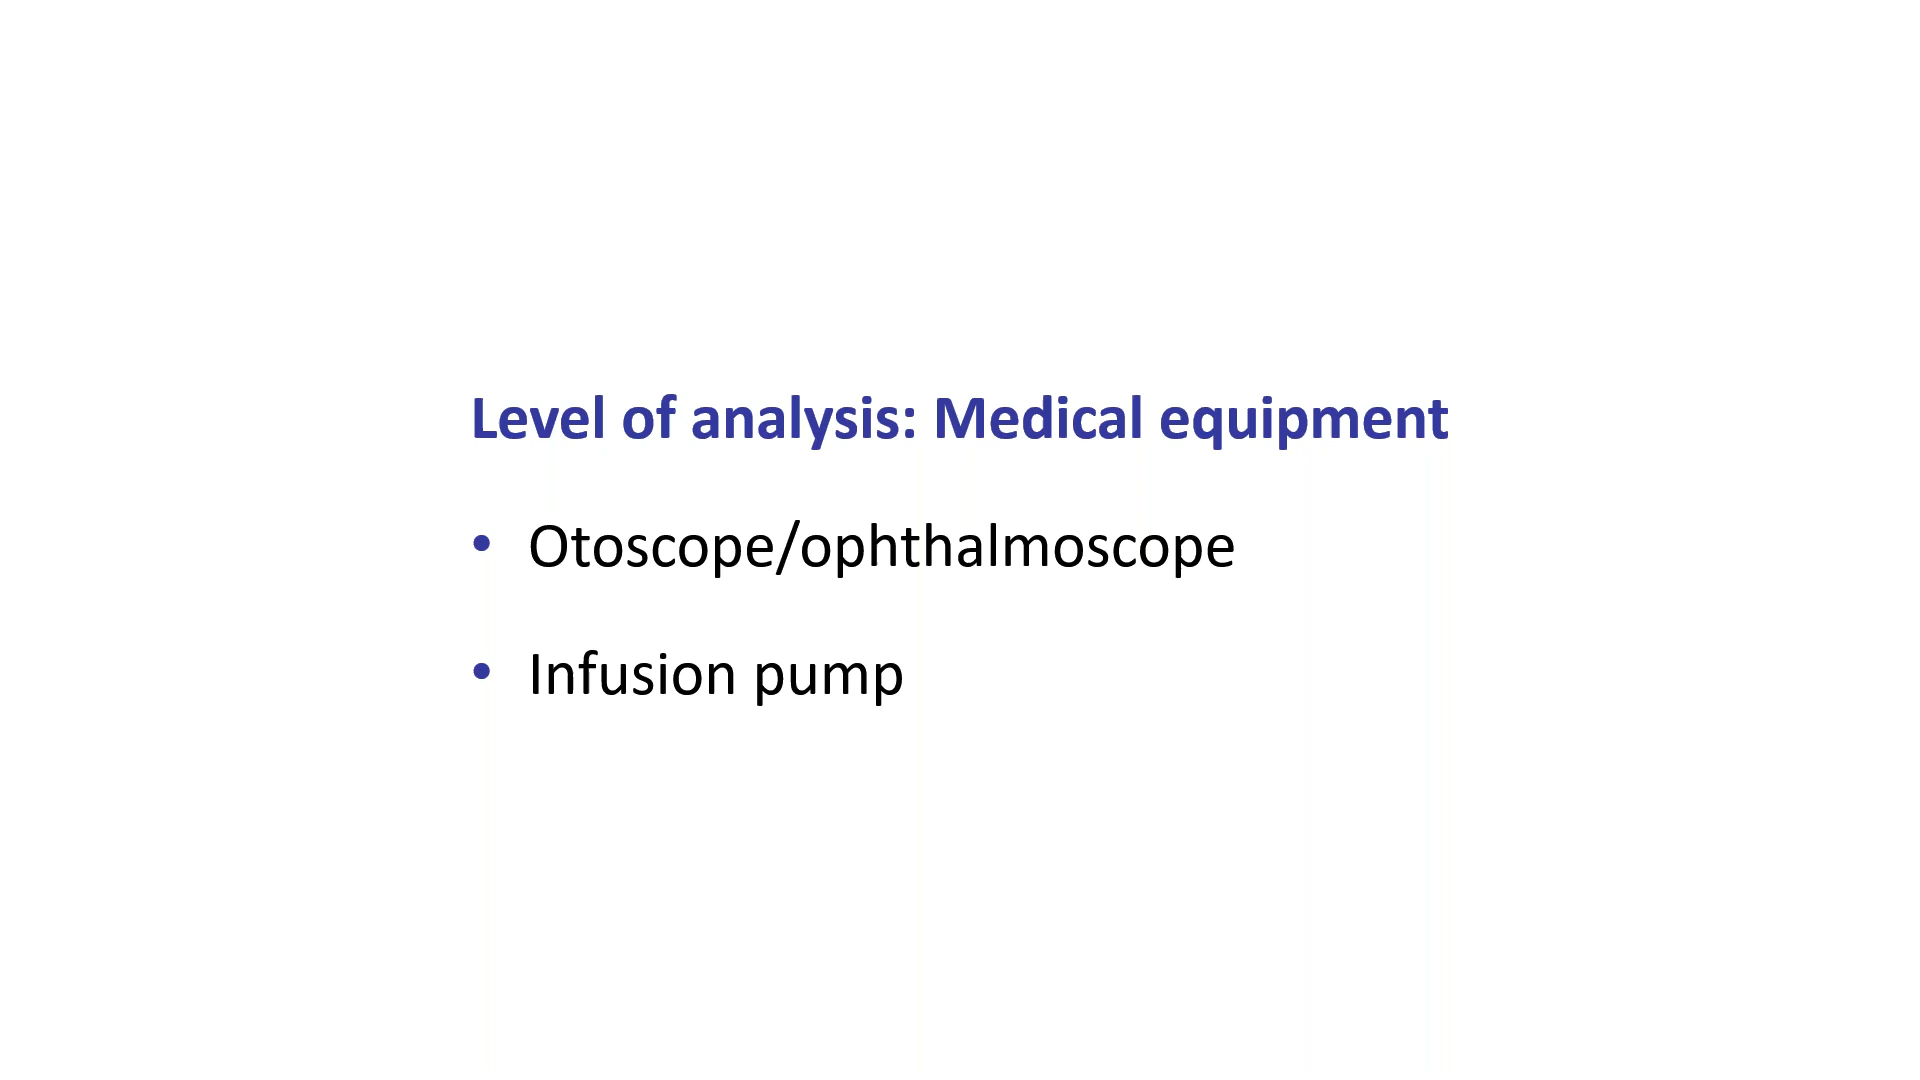 Level of analysis: Medical equipment
• Otoscope/ophthalmoscope
• Infusion pump